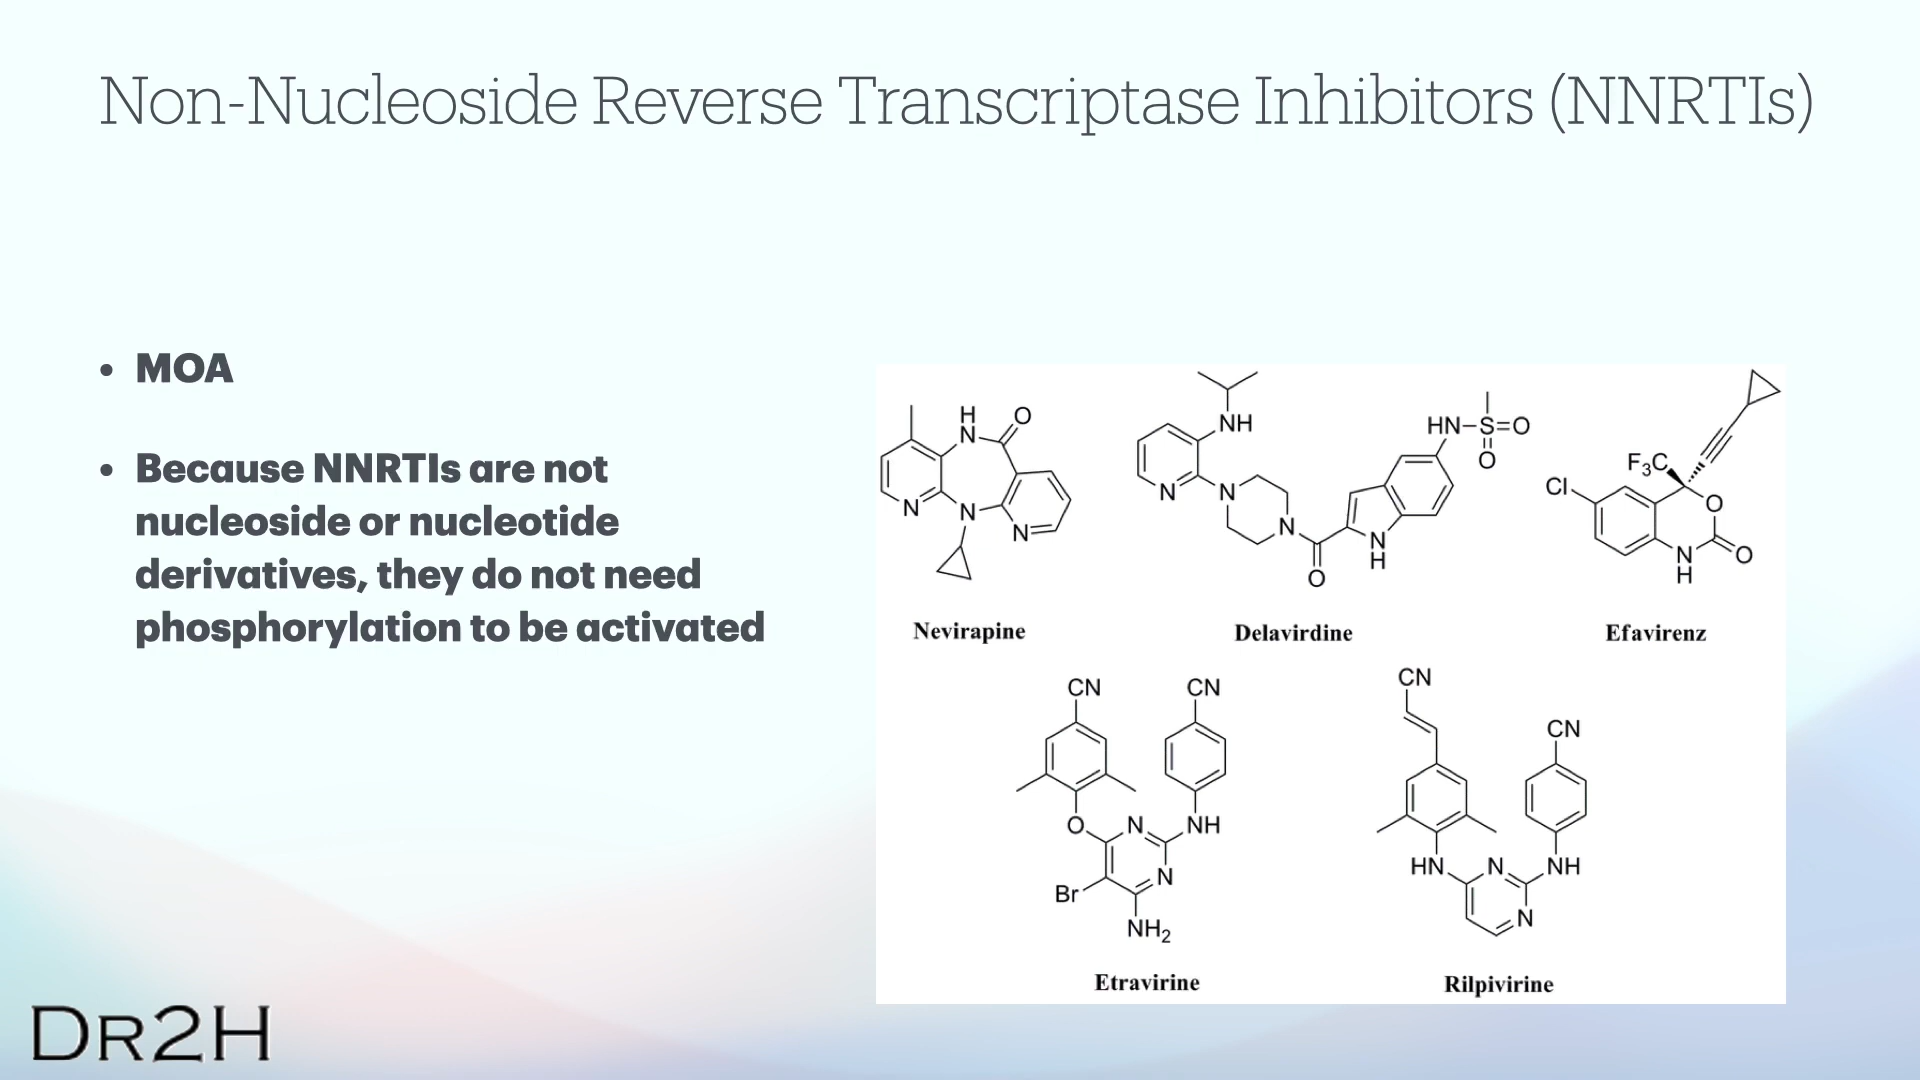 Non-Nucleoside Reverse Transcriptase Inhibitors (NNRTIs)
• MOA
• Because NNRTIs are not
nucleoside or nucleotide
derivatives, they do not need
phosphorylation to be activated
H
N
O
N
N
N
Nevirapine
NH
N
N
N
O
N
H
HN
S
O
O
Delavirdine
F3C
Cl
O
N
H
O
Efavirenz
CN
CN
O
N
NH
N
Br
NH2
Etravirine
CN
CN
HN
N
NH
N
Rilpivirine
DR2H